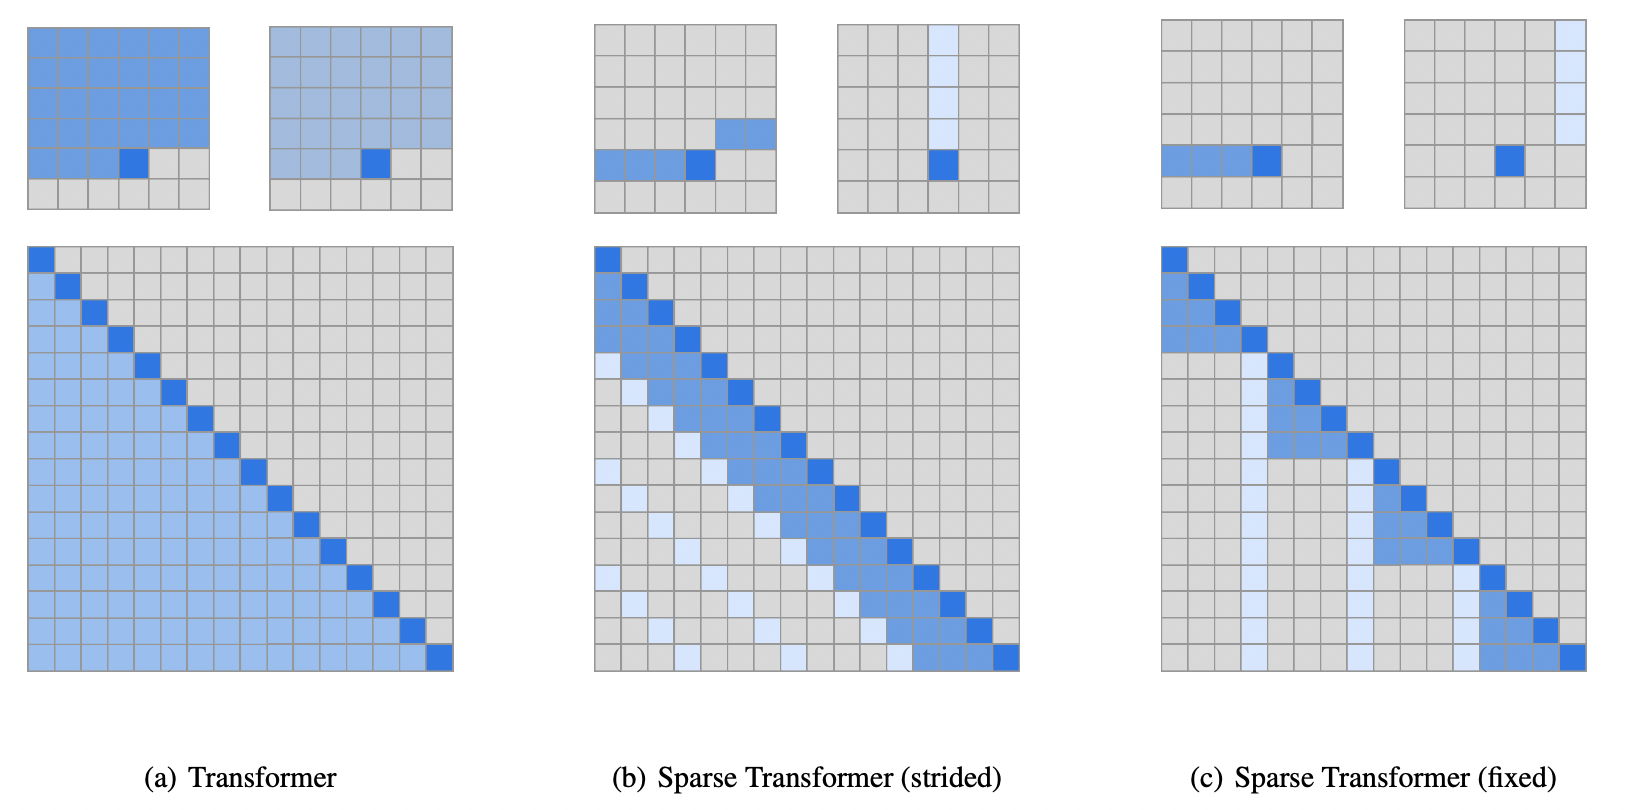 (a) Transformer
(b) Sparse Transformer (strided)
(c) Sparse Transformer (fixed)